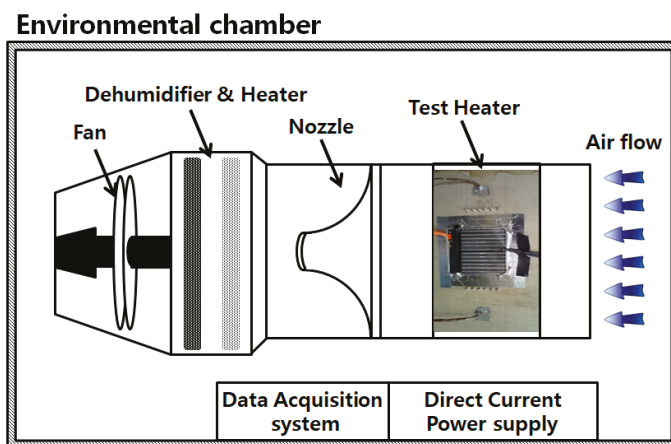 Environmental chamber
Dehumidifier & Heater
Fan
Nozzle
Test Heater
Air flow
Data Acquisition
system
Direct Current
Power supply